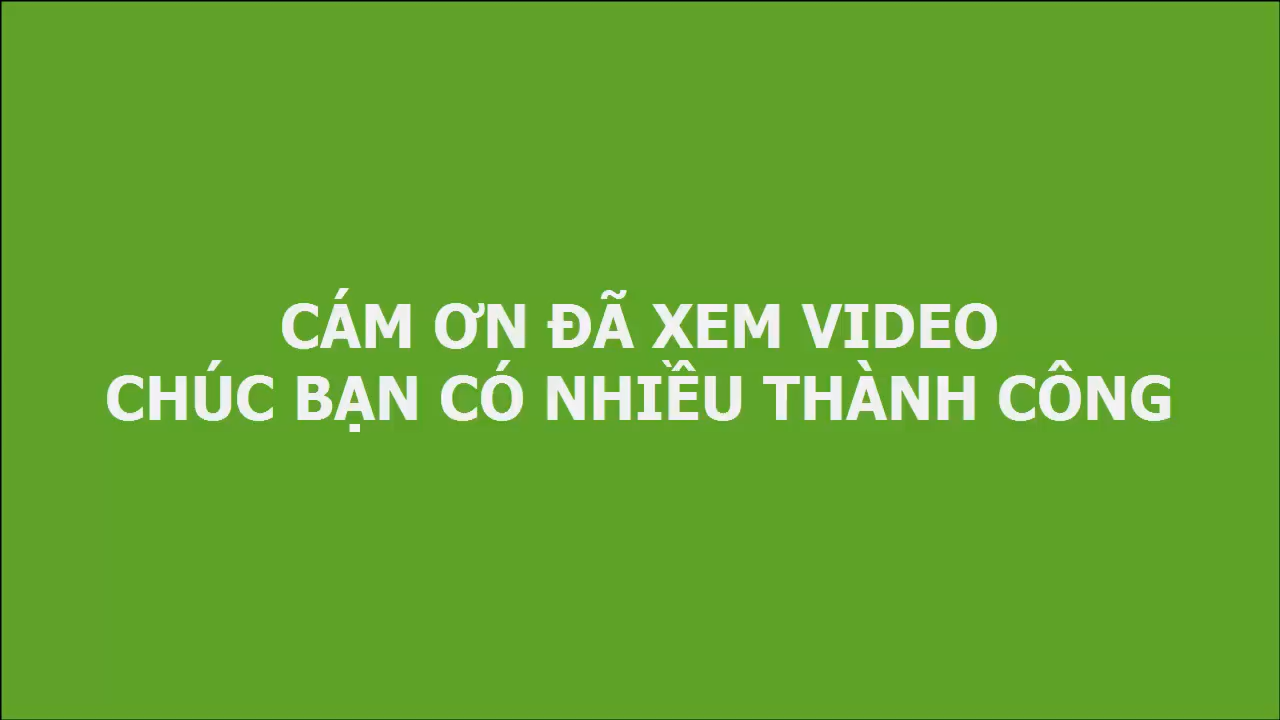 CÁM ƠN ĐÃ XEM VIDEO
CHÚC BẠN CÓ NHIỀU THÀNH CÔNG